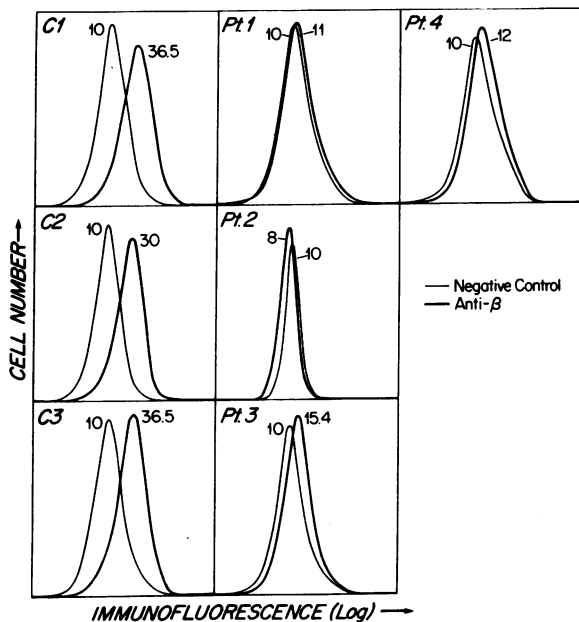 C1
10
36.5
Pt.1
10
11
Pt.4
10
12
C2
10
30
Pt.2
8
10
C3
10
36.5
Pt.3
10
15.4
CELL NUMBER→
— Negative Control
— Anti-β
IMMUNOFLUORESCENCE (Log) →